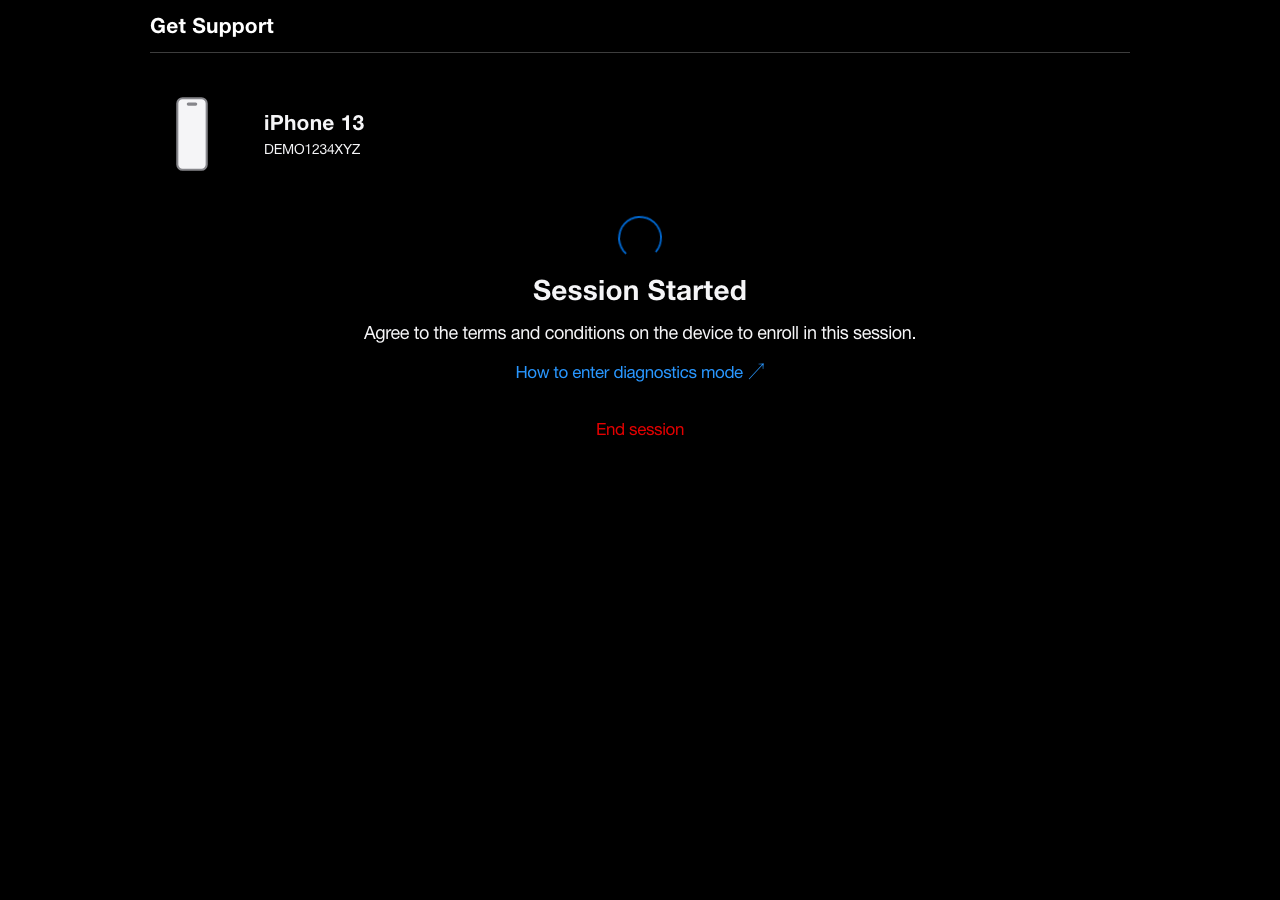 Get Support
iPhone 13
DEMO1234XYZ
Session Started
Agree to the terms and conditions on the device to enroll in this session.
How to enter diagnostics mode ↗
End session